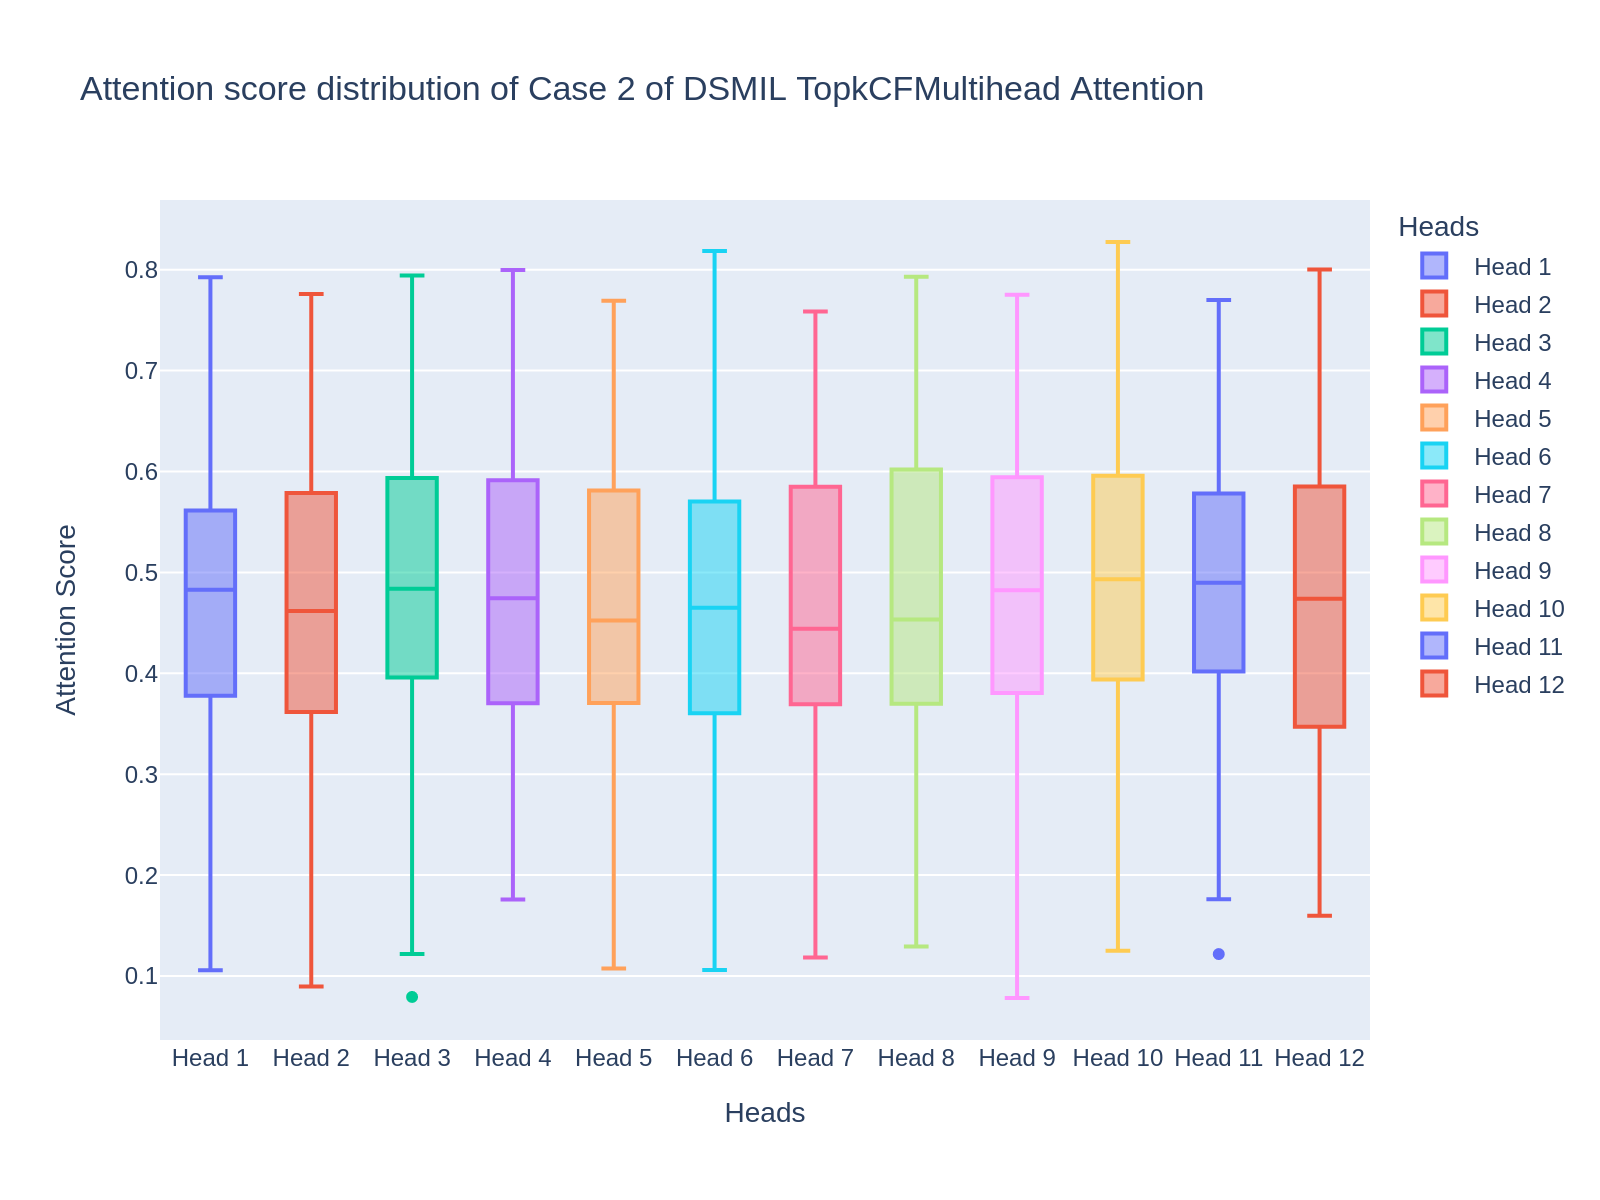 Attention score distribution of Case 2 of DSMIL TopkCFMultihead Attention
Attention Score
0.8
0.7
0.6
0.5
0.4
0.3
0.2
0.1
Head 1
Head 2
Head 3
Head 4
Head 5
Head 6
Head 7
Head 8
Head 9
Head 10
Head 11
Head 12
Heads
Heads
Head 1
Head 2
Head 3
Head 4
Head 5
Head 6
Head 7
Head 8
Head 9
Head 10
Head 11
Head 12